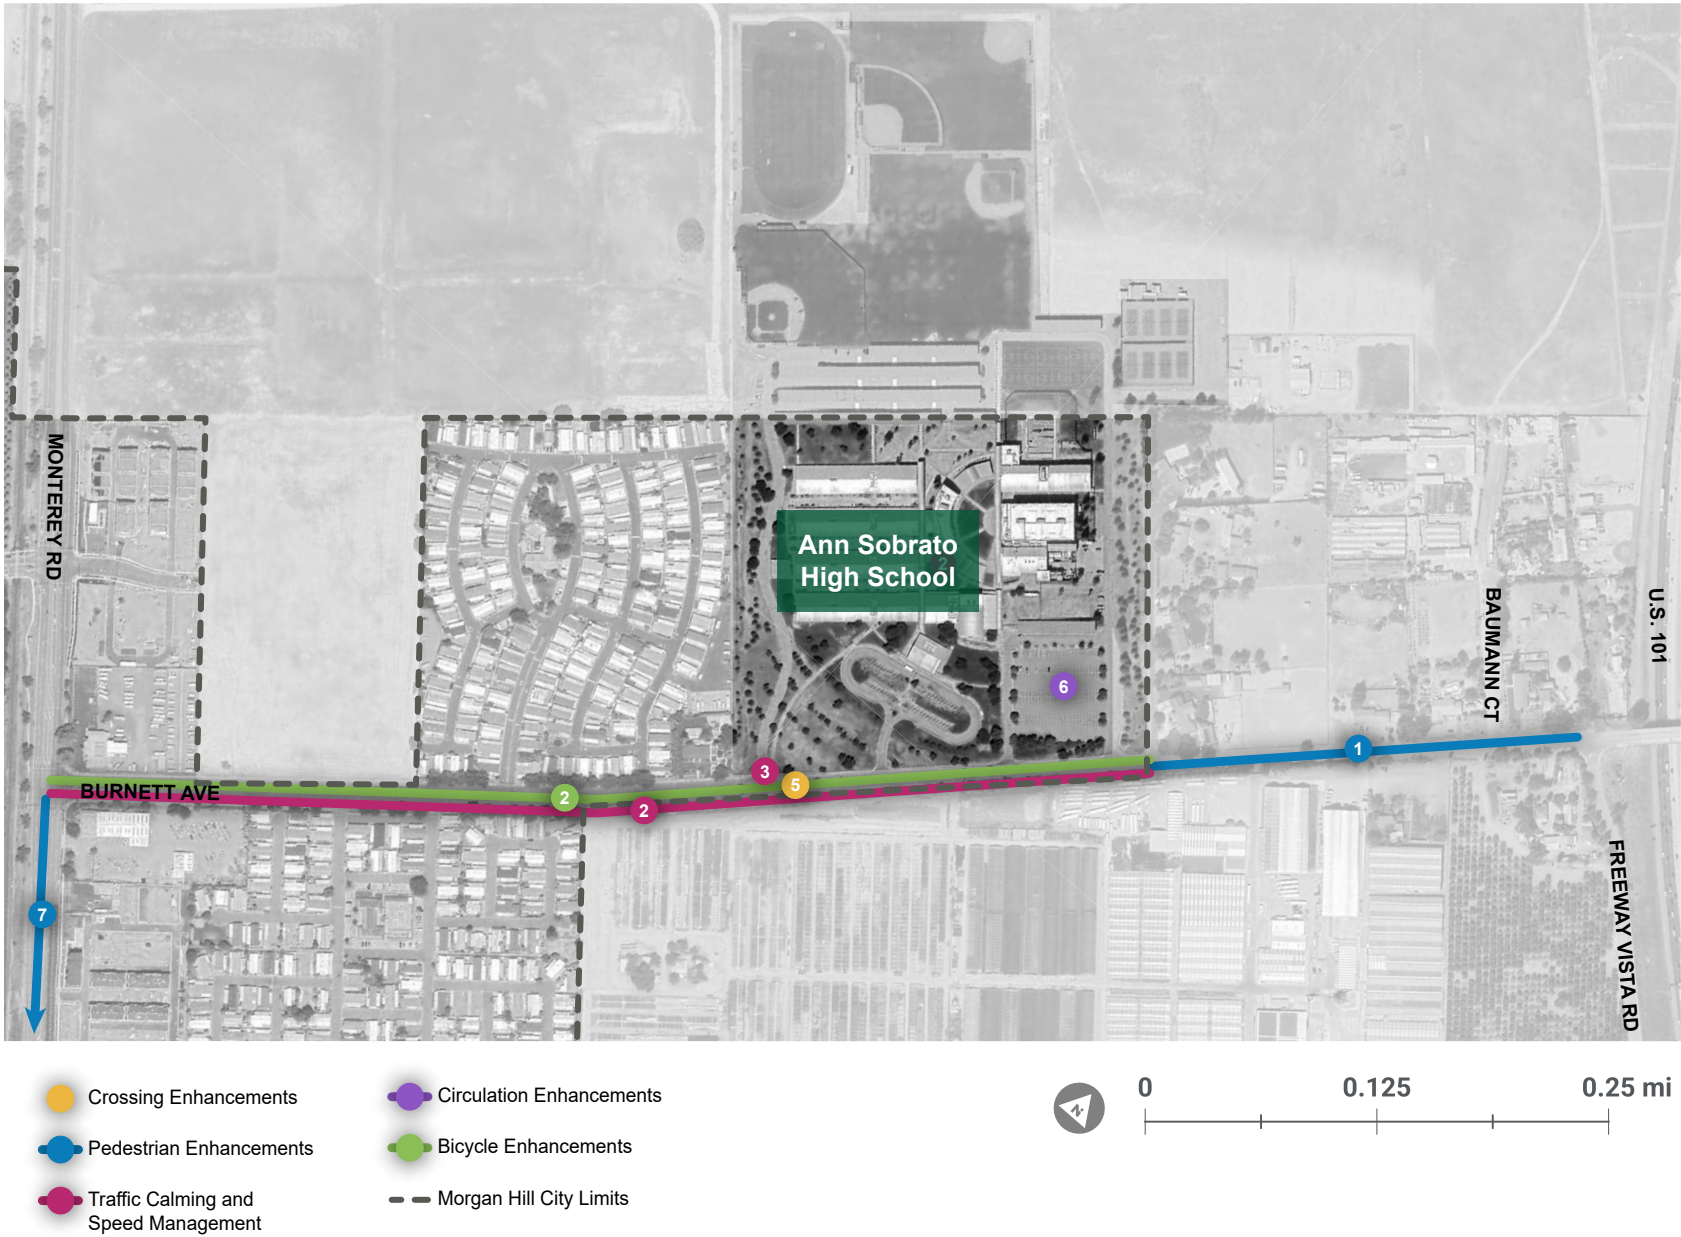 MONTEREY RD
Ann Sobrato
High School
2
6
BAUMANN CT
U.S. 101
1
3
5
BURNETT AVE
2
2
7
FREEWAY VISTA RD
Crossing Enhancements
Pedestrian Enhancements
Traffic Calming and
Speed Management
Circulation Enhancements
Bicycle Enhancements
Morgan Hill City Limits
N
0 0.125 0.25 mi